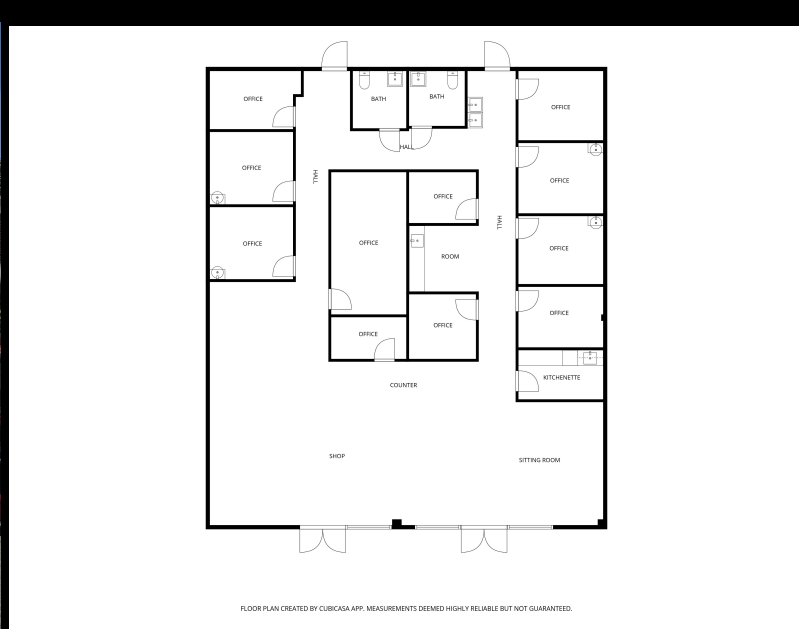 OFFICE
BATH
BATH
OFFICE
HALL
OFFICE
HALL
OFFICE
OFFICE
HALL
OFFICE
OFFICE
OFFICE
ROOM
OFFICE
OFFICE
OFFICE
OFFICE
KITCHENETTE
COUNTER
SHOP
SITTING ROOM
FLOOR PLAN CREATED BY CUBICASA APP. MEASUREMENTS DEEMED HIGHLY RELIABLE BUT NOT GUARANTEED.